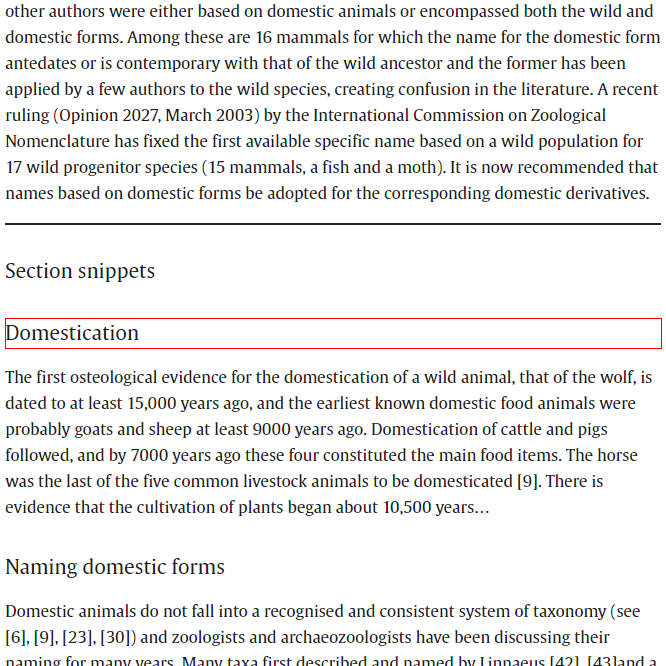 other authors were either based on domestic animals or encompassed both the wild and
domestic forms. Among these are 16 mammals for which the name for the domestic form
antedates or is contemporary with that of the wild ancestor and the former has been
applied by a few authors to the wild species, creating confusion in the literature. A recent
ruling (Opinion 2027, March 2003) by the International Commission on Zoological
Nomenclature has fixed the first available specific name based on a wild population for
17 wild progenitor species (15 mammals, a fish and a moth). It is now recommended that
names based on domestic forms be adopted for the corresponding domestic derivatives.
Section snippets
Domestication
The first osteological evidence for the domestication of a wild animal, that of the wolf, is
dated to at least 15,000 years ago, and the earliest known domestic food animals were
probably goats and sheep at least 9000 years ago. Domestication of cattle and pigs
followed, and by 7000 years ago these four constituted the main food items. The horse
was the last of the five common livestock animals to be domesticated [9]. There is
evidence that the cultivation of plants began about 10,500 years…
Naming domestic forms
Domestic animals do not fall into a recognised and consistent system of taxonomy (see
[6], [9], [23], [30]) and zoologists and archaeozoologists have been discussing their
naming for many years. Many taxa first described and named by Linnaeus [42], [43]and a